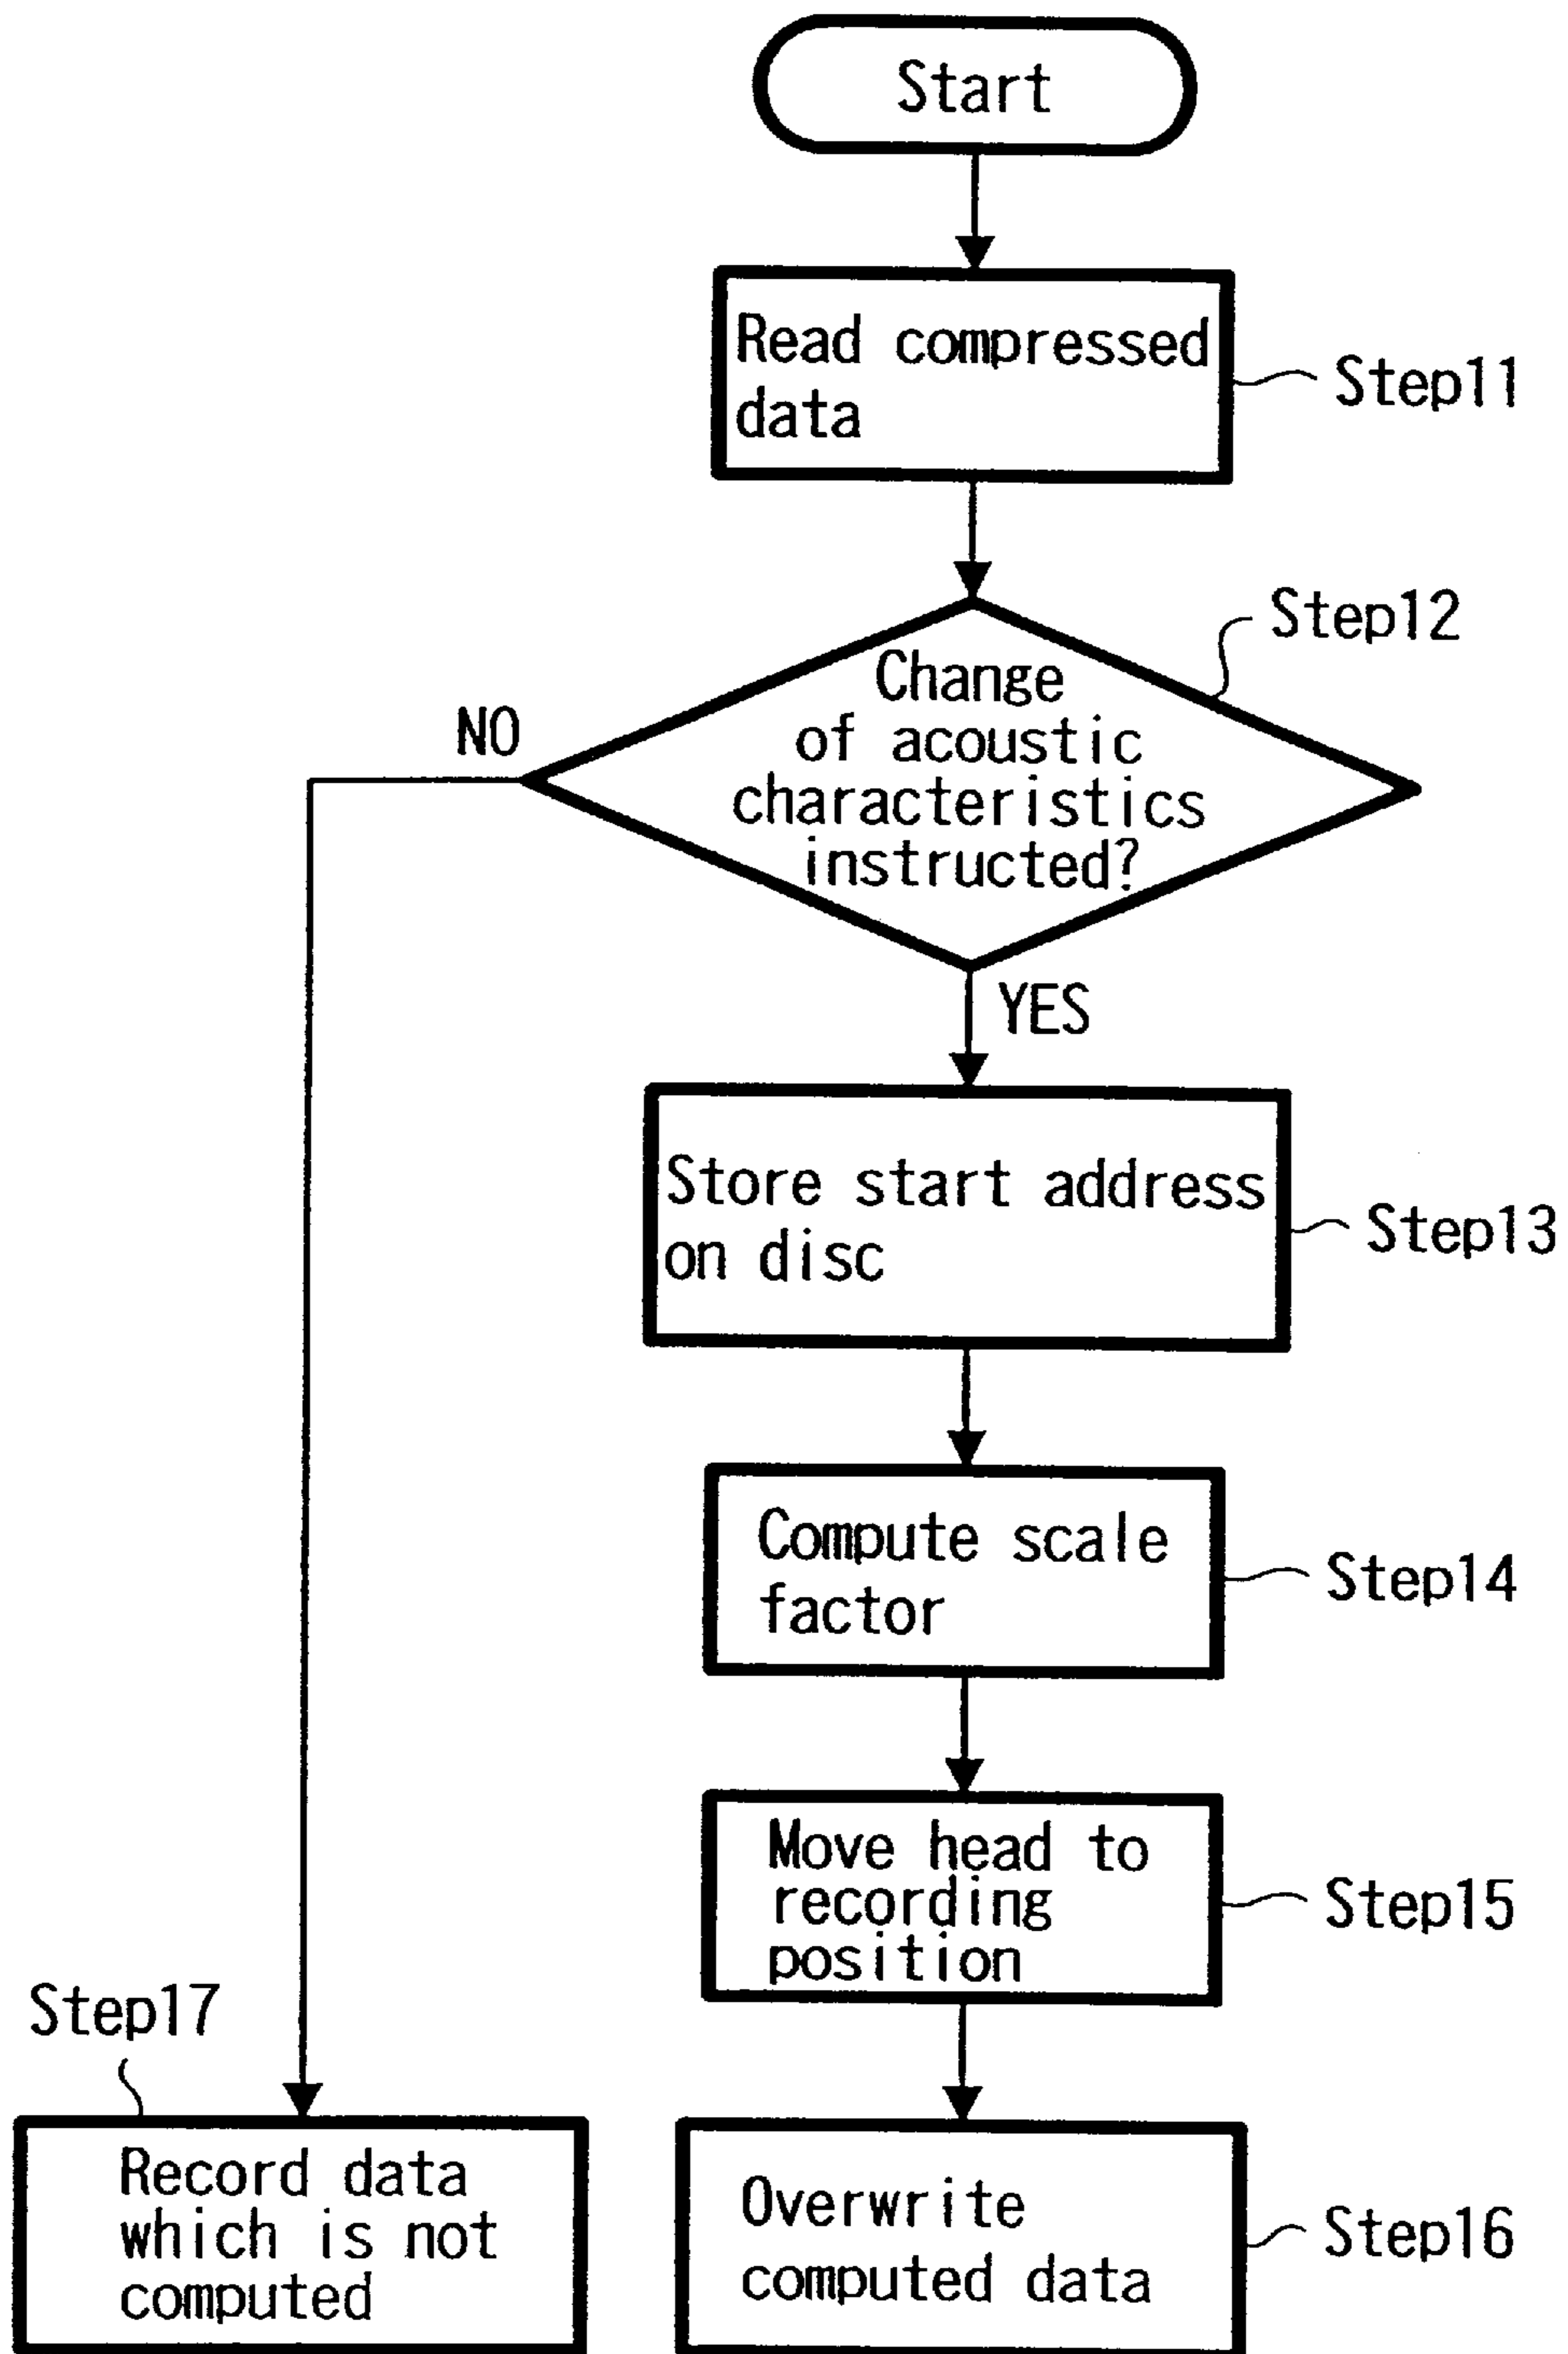 Start
Read compressed
data
Step11
Step12
Change
of acoustic
characteristics
instructed?
NO
YES
Store start address
on disc
Step13
Compute scale
factor
Step14
Move head to
recording
position
Step15
Step17
Record data
which is not
computed
Overwrite
computed data
Step16